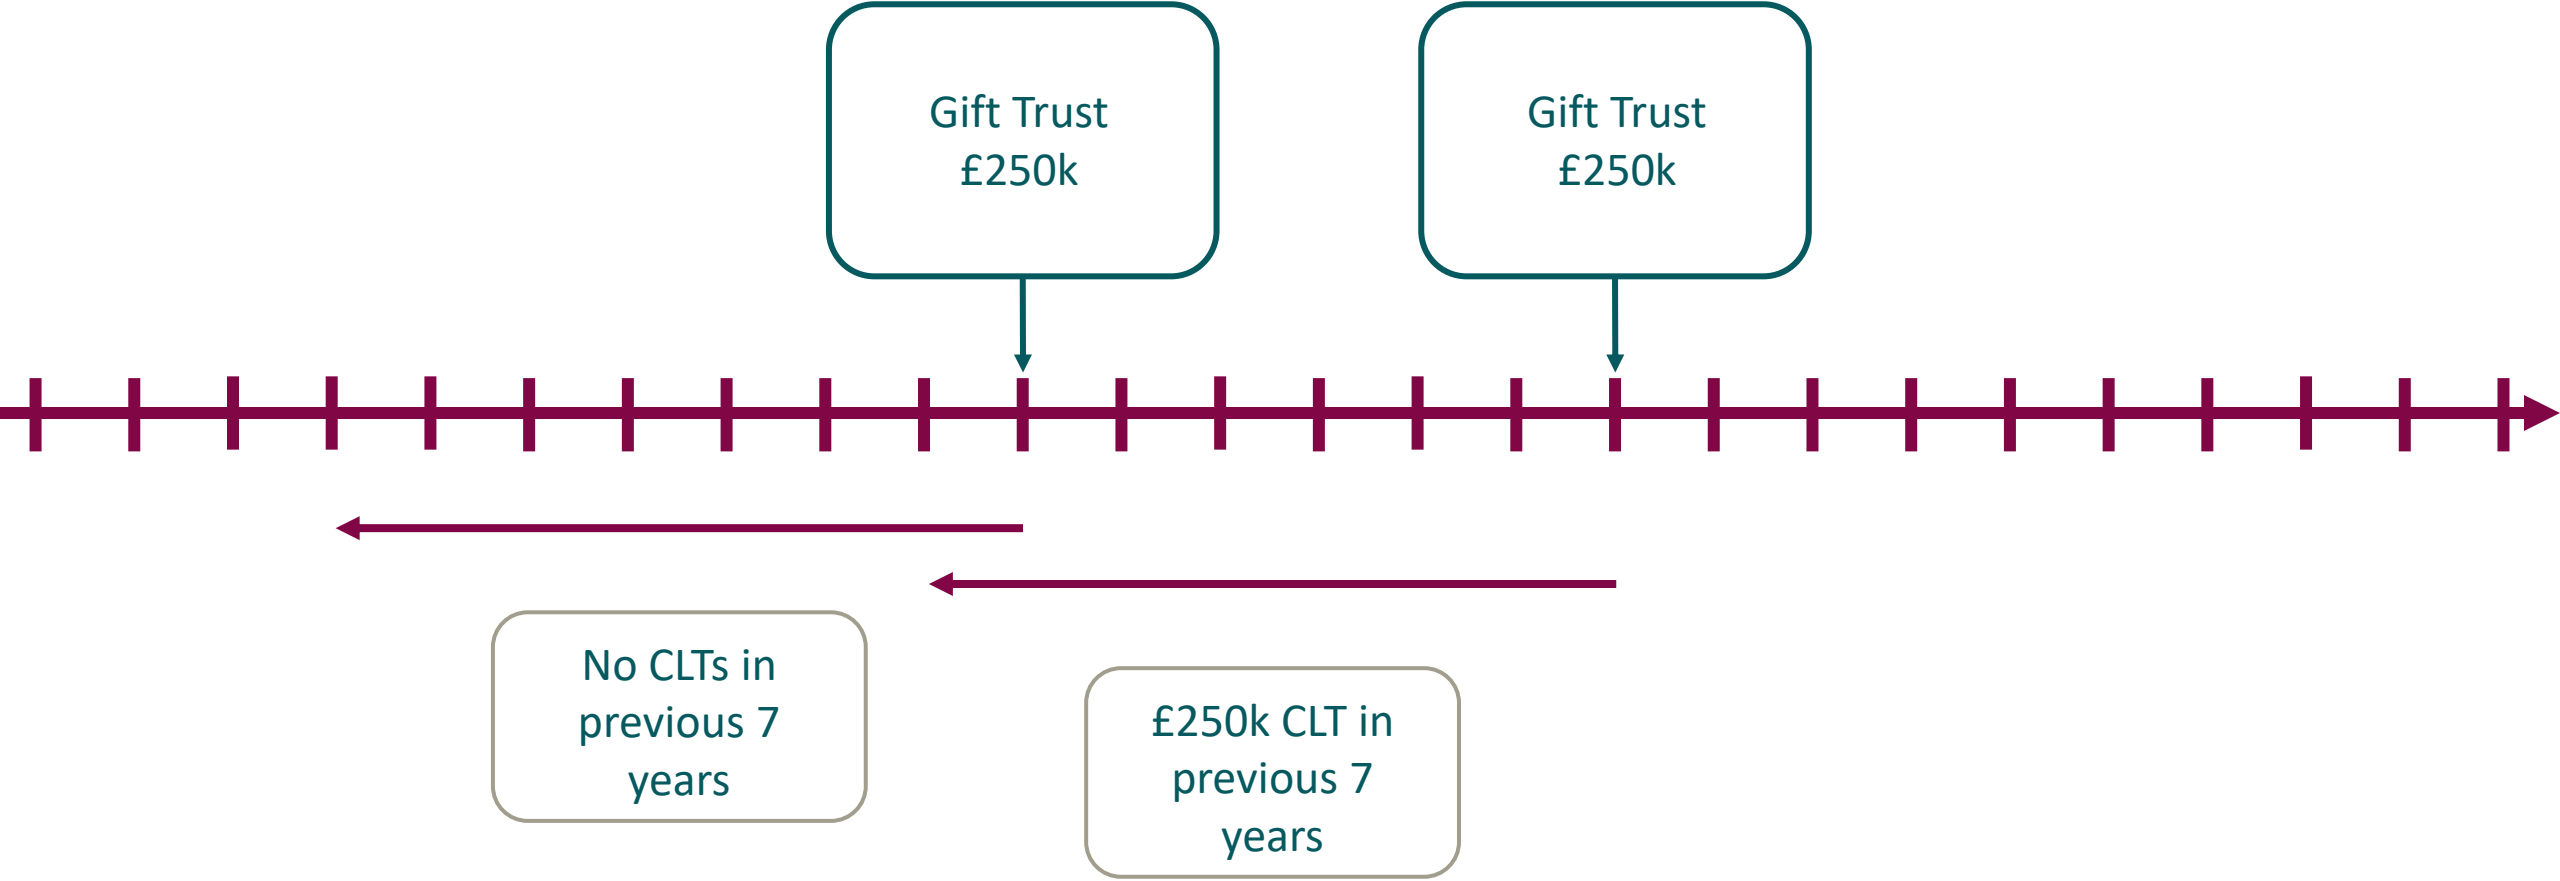 Gift Trust
£250k
Gift Trust
£250k
No CLTs in
previous 7
years
£250k CLT in
previous 7
years